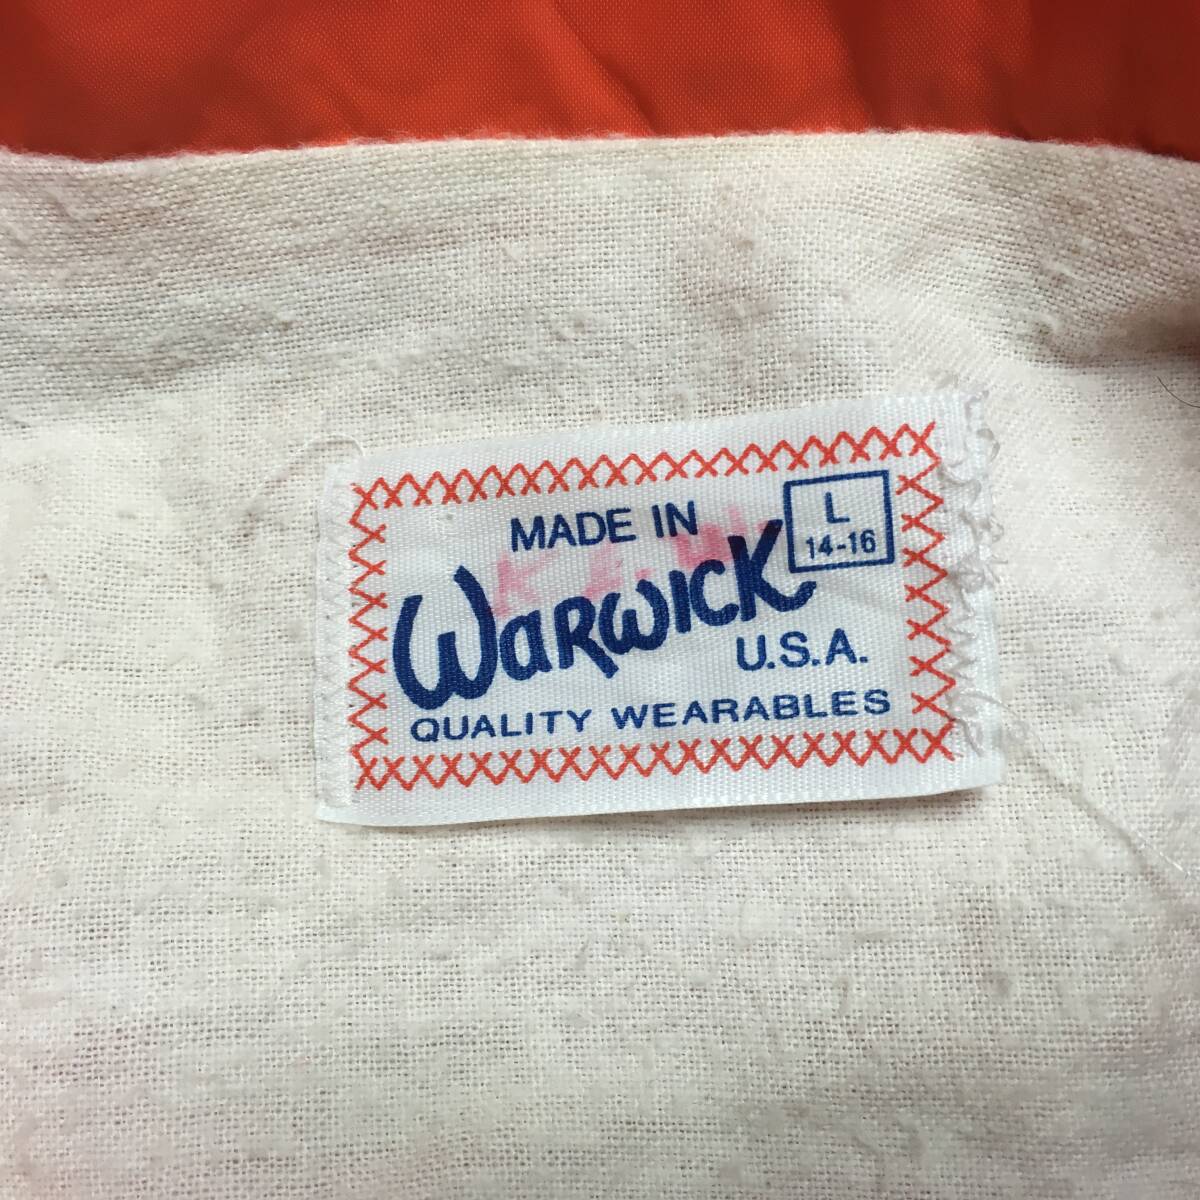 MADE IN
L
14-16
WARWICK
U.S.A.
QUALITY WEARABLES